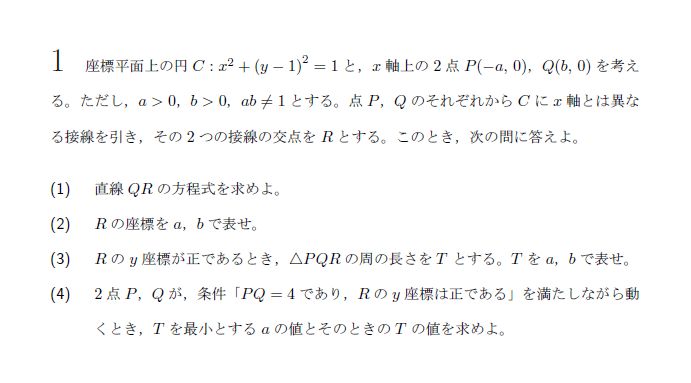 1 座標平面上の円 C : x² + (y − 1)² = 1 と，x 軸上の 2 点 P(−a, 0)，Q(b, 0) を考え
る。ただし，a > 0，b > 0，ab ≠ 1 とする。点 P，Q のそれぞれから C に x 軸とは異な
る接線を引き，その 2 つの接線の交点を R とする。このとき，次の問に答えよ。
(1) 直線 QR の方程式を求めよ。
(2) R の座標を a，b で表せ。
(3) R の y 座標が正であるとき，△PQR の周の長さを T とする。T を a，b で表せ。
(4) 2 点 P，Q が，条件「PQ = 4 であり，R の y 座標は正である」を満たしながら動
くとき，T を最小とする a の値とそのときの T の値を求めよ。